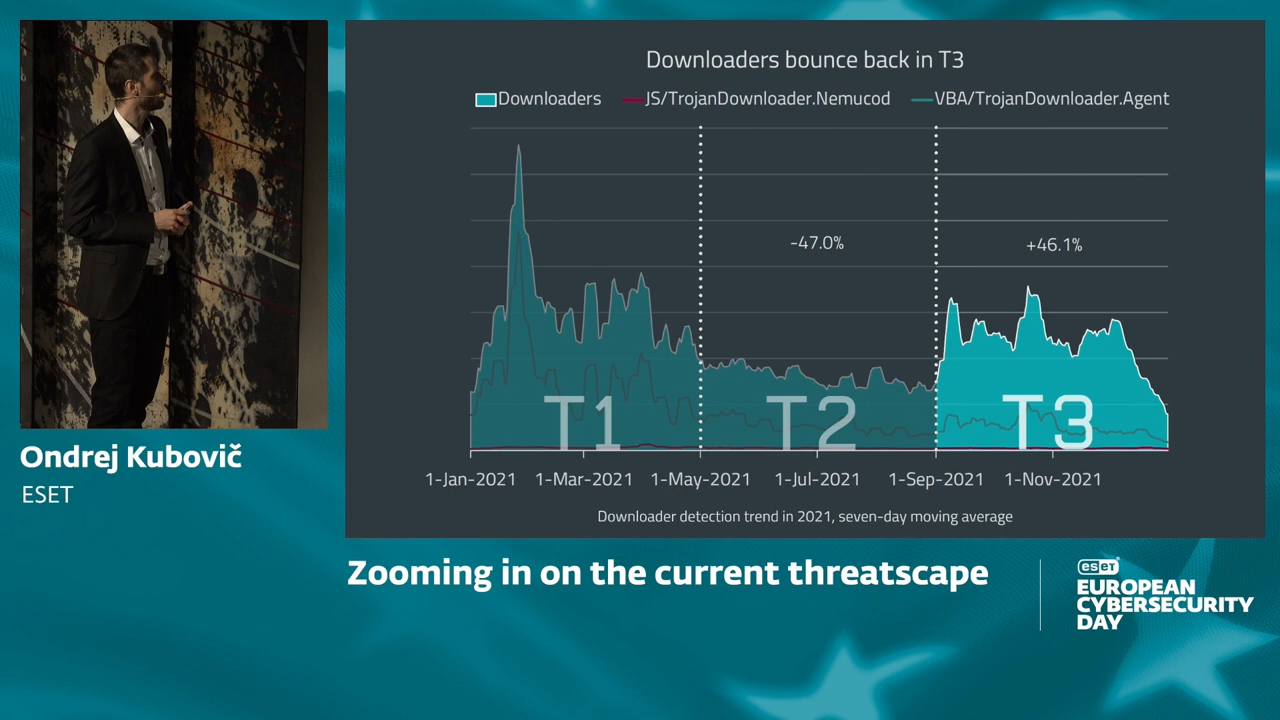 Downloaders bounce back in T3
Downloaders JS/TrojanDownloader.Nemucod VBA/TrojanDownloader.Agent
-47.0% +46.1%
T1 T2 T3
1-Jan-2021 1-Mar-2021 1-May-2021 1-Jul-2021 1-Sep-2021 1-Nov-2021
Downloader detection trend in 2021, seven-day moving average
Ondrej Kubovič
ESET
Zooming in on the current threatscape
eset
EUROPEAN
CYBERSECURITY
DAY